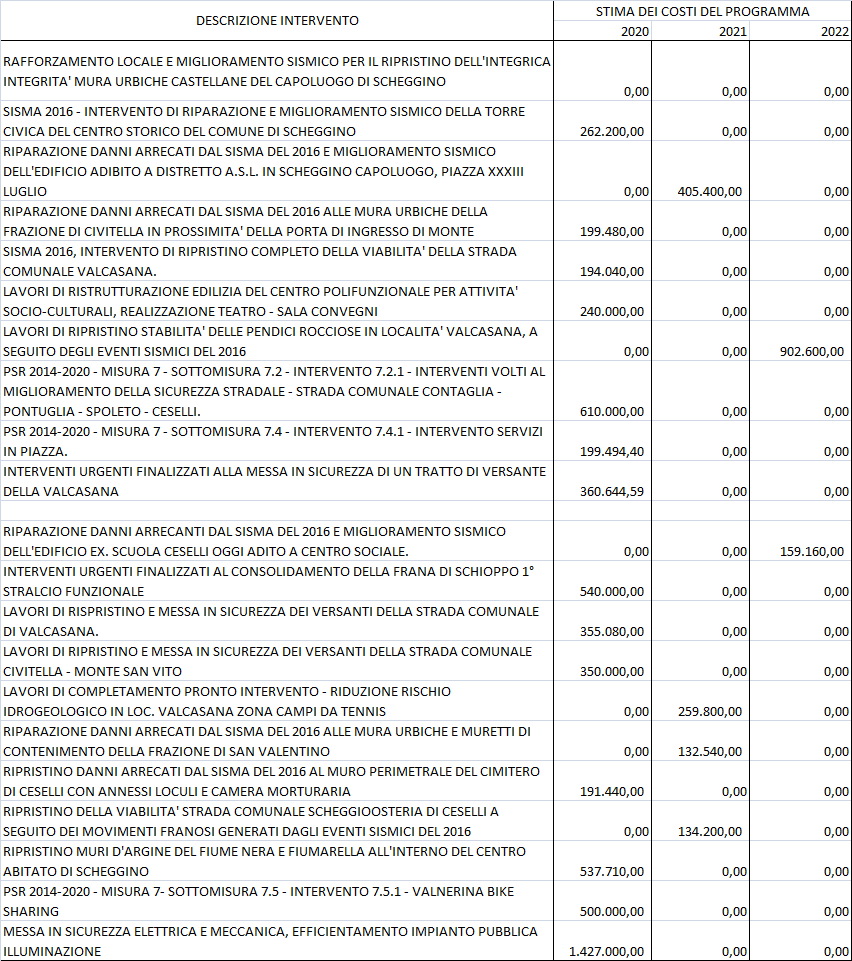 DESCRIZIONE INTERVENTO
STIMA DEI COSTI DEL PROGRAMMA
2020 2021 2022
RAFFORZAMENTO LOCALE E MIGLIORAMENTO SISMICO PER IL RIPRISTINO DELL'INTEGRICA
INTEGRITA' MURA URBICHE CASTELLANE DEL CAPOLUOGO DI SCHEGGINO
0,00 0,00 0,00
SISMA 2016 - INTERVENTO DI RIPARAZIONE E MIGLIORAMENTO SISMICO DELLA TORRE
CIVICA DEL CENTRO STORICO DEL COMUNE DI SCHEGGINO 262.200,00 0,00 0,00
RIPARAZIONE DANNI ARRECATI DAL SISMA DEL 2016 E MIGLIORAMENTO SISMICO
DELL'EDIFICIO ADIBITO A DISTRETTO A.S.L. IN SCHEGGINO CAPOLUOGO, PIAZZA XXXIII
LUGLIO 0,00 405.400,00 0,00
RIPARAZIONE DANNI ARRECATI DAL SISMA DEL 2016 ALLE MURA URBICHE DELLA
FRAZIONE DI CIVITELLA IN PROSSIMITA' DELLA PORTA DI INGRESSO DI MONTE 199.480,00 0,00 0,00
SISMA 2016, INTERVENTO DI RIPRISTINO COMPLETO DELLA VIABILITA' DELLA STRADA
COMUNALE VALCASANA. 194.040,00 0,00 0,00
LAVORI DI RISTRUTTURAZIONE EDILIZIA DEL CENTRO POLIFUNZIONALE PER ATTIVITA'
SOCIO-CULTURALI, REALIZZAZIONE TEATRO - SALA CONVEGNI 240.000,00 0,00 0,00
LAVORI DI RIPRISTINO STABILITA' DELLE PENDICI ROCCIOSE IN LOCALITA' VALCASANA, A
SEGUITO DEGLI EVENTI SISMICI DEL 2016 0,00 0,00 902.600,00
PSR 2014-2020 - MISURA 7 - SOTTOMISURA 7.2 - INTERVENTO 7.2.1 - INTERVENTI VOLTI AL
MIGLIORAMENTO DELLA SICUREZZA STRADALE - STRADA COMUNALE CONTAGLIA -
PONTUGLIA - SPOLETO - CESELLI. 610.000,00 0,00 0,00
PSR 2014-2020 - MISURA 7 - SOTTOMISURA 7.4 - INTERVENTO 7.4.1 - INTERVENTO SERVIZI
IN PIAZZA. 199.494,40 0,00 0,00
INTERVENTI URGENTI FINALIZZATI ALLA MESSA IN SICUREZZA DI UN TRATTO DI VERSANTE
DELLA VALCASANA 360.644,59 0,00 0,00
RIPARAZIONE DANNI ARRECANTI DAL SISMA DEL 2016 E MIGLIORAMENTO SISMICO
DELL'EDIFICIO EX. SCUOLA CESELLI OGGI ADITO A CENTRO SOCIALE. 0,00 0,00 159.160,00
INTERVENTI URGENTI FINALIZZATI AL CONSOLIDAMENTO DELLA FRANA DI SCHIOPPO 1°
STRALCIO FUNZIONALE 540.000,00 0,00 0,00
LAVORI DI RISPRISTINO E MESSA IN SICUREZZA DEI VERSANTI DELLA STRADA COMUNALE
DI VALCASANA. 355.080,00 0,00 0,00
LAVORI DI RIPRISTINO E MESSA IN SICUREZZA DEI VERSANTI DELLA STRADA COMUNALE
CIVITELLA - MONTE SAN VITO 350.000,00 0,00 0,00
LAVORI DI COMPLETAMENTO PRONTO INTERVENTO - RIDUZIONE RISCHIO
IDROGEOLOGICO IN LOC. VALCASANA ZONA CAMPI DA TENNIS 0,00 259.800,00 0,00
RIPARAZIONE DANNI ARRECATI DAL SISMA DEL 2016 ALLE MURA URBICHE E MURETTI DI
CONTENIMENTO DELLA FRAZIONE DI SAN VALENTINO 0,00 132.540,00 0,00
RIPRISTINO DANNI ARRECATI DAL SISMA DEL 2016 AL MURO PERIMETRALE DEL CIMITERO
DI CESELLI CON ANNESSI LOCULI E CAMERA MORTURARIA 191.440,00 0,00 0,00
RIPRISTINO DELLA VIABILITA' STRADA COMUNALE SCHEGGIOOSTERIA DI CESELLI A
SEGUITO DEI MOVIMENTI FRANOSI GENERATI DAGLI EVENTI SISMICI DEL 2016 0,00 134.200,00 0,00
RIPRISTINO MURI D'ARGINE DEL FIUME NERA E FIUMARELLA ALL'INTERNO DEL CENTRO
ABITATO DI SCHEGGINO 537.710,00 0,00 0,00
PSR 2014-2020 - MISURA 7- SOTTOMISURA 7.5 - INTERVENTO 7.5.1 - VALNERINA BIKE
SHARING 500.000,00 0,00 0,00
MESSA IN SICUREZZA ELETTRICA E MECCANICA, EFFICIENTAMENTO IMPIANTO PUBBLICA
ILLUMINAZIONE 1.427.000,00 0,00 0,00